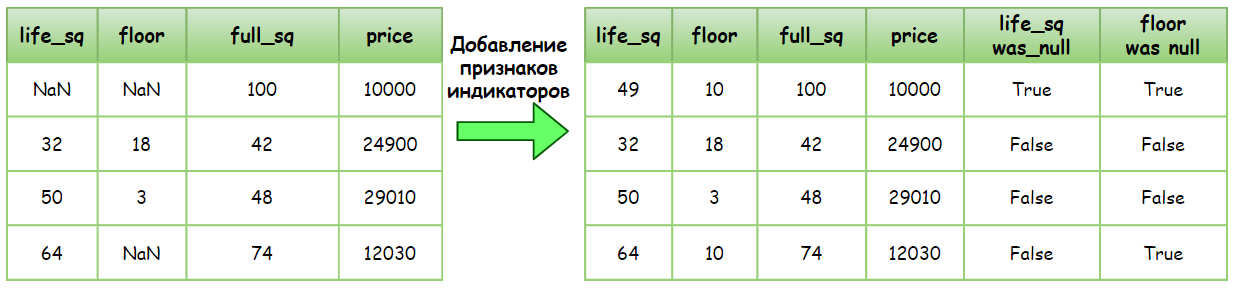 life_sq floor full_sq price
NaN NaN 100 10000
32 18 42 24900
50 3 48 29010
64 NaN 74 12030
Добавление
признаков
индикаторов
life_sq floor full_sq price life_sq was_null floor was null
49 10 100 10000 True True
32 18 42 24900 False False
50 3 48 29010 False False
64 10 74 12030 False True